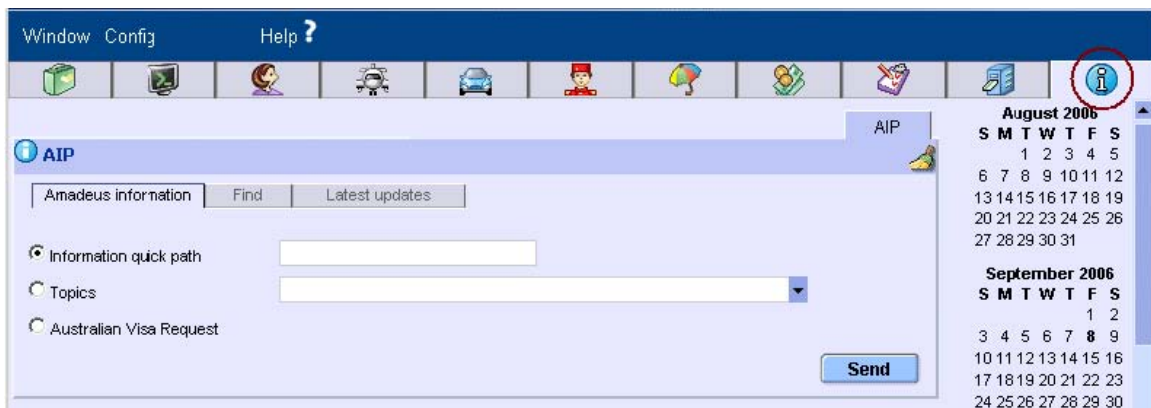 Window Config Help ?
AIP
AIP
Amadeus information Find Latest updates
Information quick path
Topics
Australian Visa Request
Send
August 2006
S M T W T F S
1 2 3 4 5
6 7 8 9 10 11 12
13 14 15 16 17 18 19
20 21 22 23 24 25 26
27 28 29 30 31
September 2006
S M T W T F S
1 2
3 4 5 6 7 8 9
10 11 12 13 14 15 16
17 18 19 20 21 22 23
24 25 26 27 28 29 30